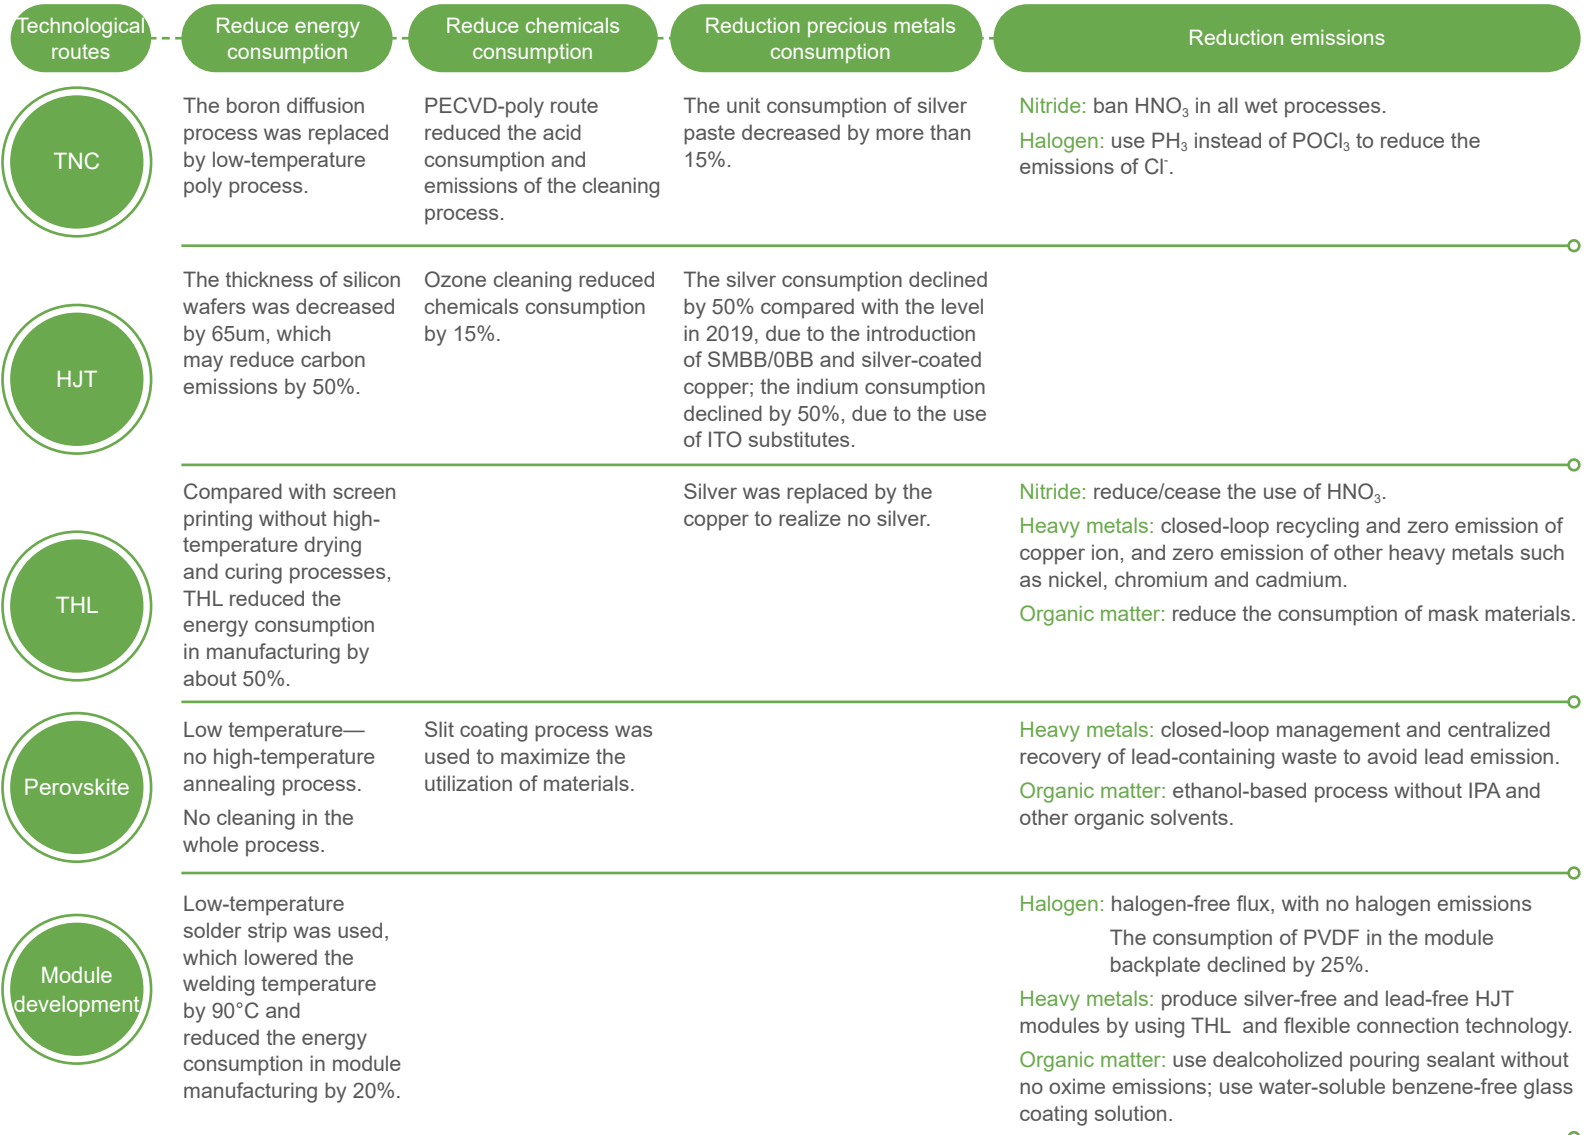 Technological
routes
Reduce energy
consumption
Reduce chemicals
consumption
Reduction precious metals
consumption
Reduction emissions
TNC
The boron diffusion
process was replaced
by low-temperature
poly process.
PECVD-poly route
reduced the acid
consumption and
emissions of the cleaning
process.
The unit consumption of silver
paste decreased by more than
15%.
Nitride: ban HNO₃ in all wet processes.
Halogen: use PH₃ instead of POCl₃ to reduce the
emissions of Cl⁻.
HJT
The thickness of silicon
wafers was decreased
by 65um, which
may reduce carbon
emissions by 50%.
Ozone cleaning reduced
chemicals consumption
by 15%.
The silver consumption declined
by 50% compared with the level
in 2019, due to the introduction
of SMBB/0BB and silver-coated
copper; the indium consumption
declined by 50%, due to the use
of ITO substitutes.
THL
Compared with screen
printing without high-
temperature drying
and curing processes,
THL reduced the
energy consumption
in manufacturing by
about 50%.
Silver was replaced by the
copper to realize no silver.
Nitride: reduce/cease the use of HNO₃.
Heavy metals: closed-loop recycling and zero emission of
copper ion, and zero emission of other heavy metals such
as nickel, chromium and cadmium.
Organic matter: reduce the consumption of mask materials.
Perovskite
Low temperature—
no high-temperature
annealing process.
No cleaning in the
whole process.
Slit coating process was
used to maximize the
utilization of materials.
Heavy metals: closed-loop management and centralized
recovery of lead-containing waste to avoid lead emission.
Organic matter: ethanol-based process without IPA and
other organic solvents.
Module
development
Low-temperature
solder strip was used,
which lowered the
welding temperature
by 90°C and
reduced the energy
consumption in module
manufacturing by 20%.
Halogen: halogen-free flux, with no halogen emissions
The consumption of PVDF in the module
backplate declined by 25%.
Heavy metals: produce silver-free and lead-free HJT
modules by using THL and flexible connection technology.
Organic matter: use dealcoholized pouring sealant without
no oxime emissions; use water-soluble benzene-free glass
coating solution.